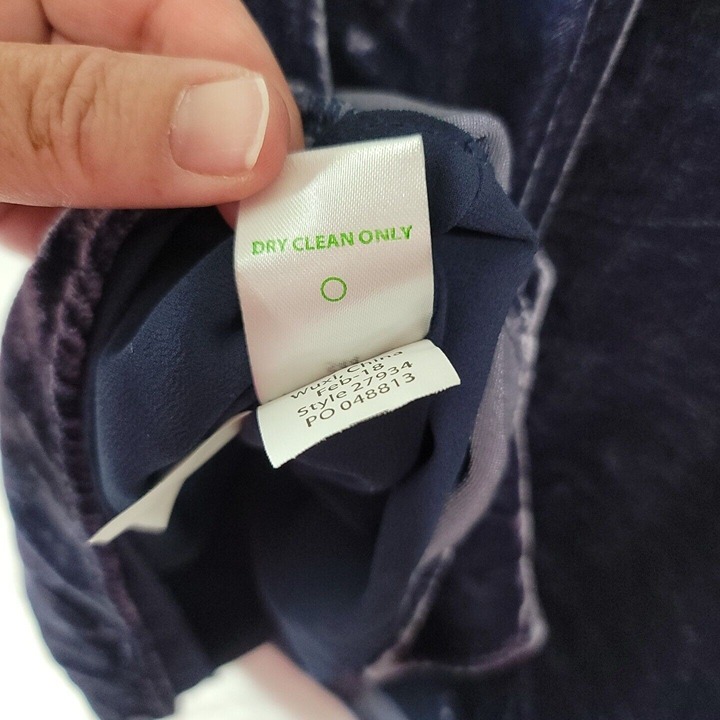 DRY CLEAN ONLY
Wuxi, China
Feb-18
Style 27934
PO 048813